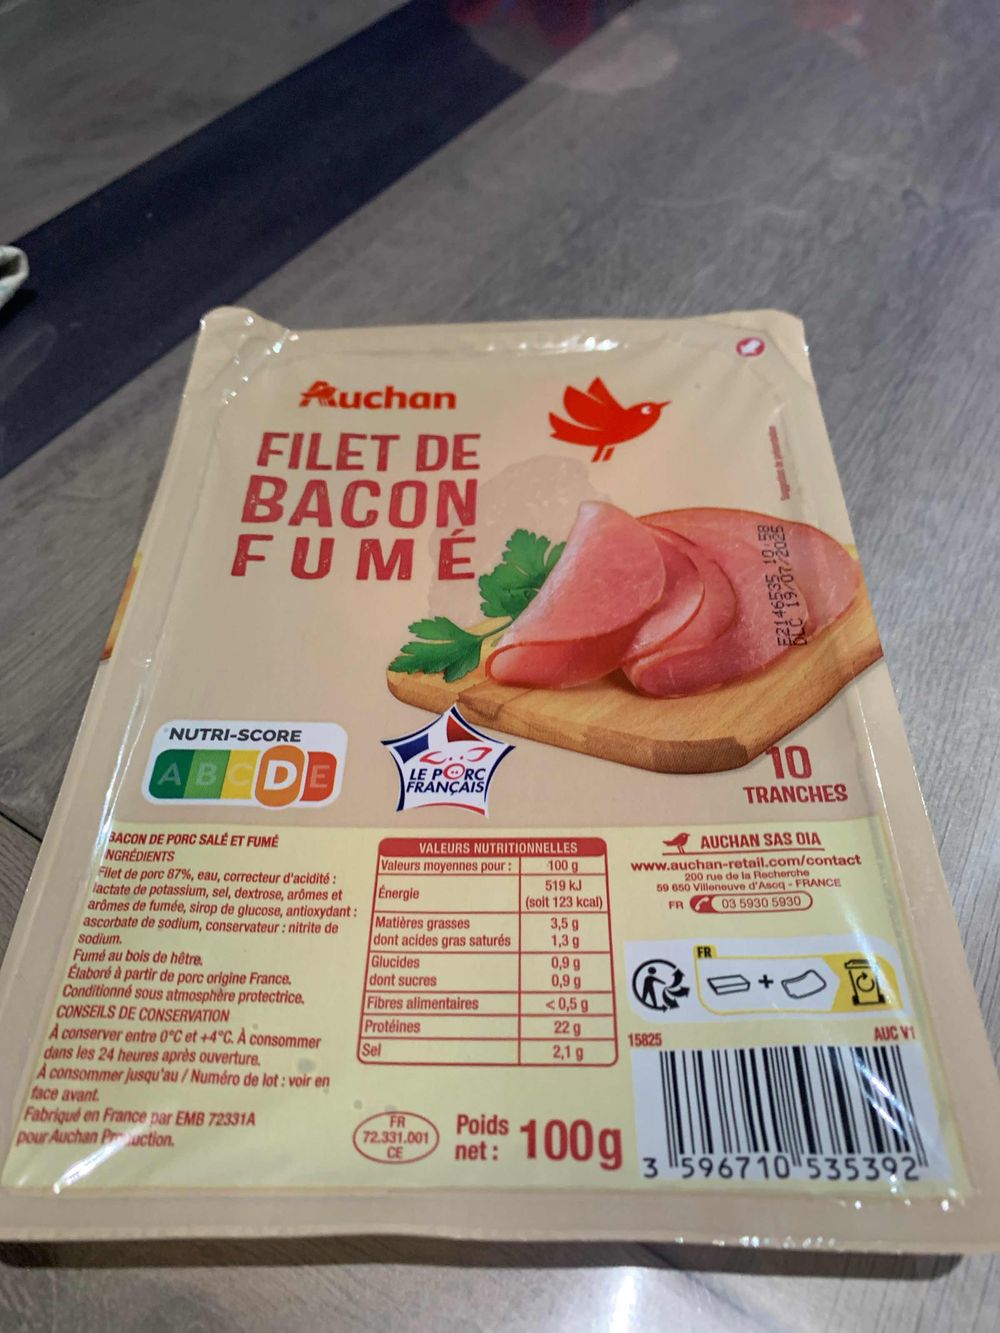 Auchan
FILET DE
BACON
FUMÉ
E2146535 10:58
DLC 19/07/2025
10
TRANCHES
NUTRI-SCORE
A B C D E
LE PORC
FRANÇAIS
BACON DE PORC SALÉ ET FUMÉ
INGRÉDIENTS
Filet de porc 87%, eau, correcteur d'acidité :
lactate de potassium, sel, dextrose, arômes et
arômes de fumée, sirop de glucose, antioxydant :
ascorbate de sodium, conservateur : nitrite de
sodium.
Fumé au bois de hêtre.
Élaboré à partir de porc origine France.
Conditionné sous atmosphère protectrice.
CONSEILS DE CONSERVATION
À conserver entre 0°C et +4°C. À consommer
dans les 24 heures après ouverture.
À consommer jusqu'au / Numéro de lot : voir en
face avant.
Fabriqué en France par EMB 72331A
pour Auchan Production.
VALEURS NUTRITIONNELLES
Valeurs moyennes pour : 100 g
Énergie 519 kJ
(soit 123 kcal)
Matières grasses 3,5 g
dont acides gras saturés 1,3 g
Glucides 0,9 g
dont sucres 0,9 g
Fibres alimentaires < 0,5 g
Protéines 22 g
Sel 2,1 g
FR
72.331.001
CE
Poids
net : 100g
AUCHAN SAS OIA
www.auchan-retail.com/contact
200 rue de la Recherche
59 650 Villeneuve d'Ascq - FRANCE
FR 03 5930 5930
FR
+
15825 AUC V1
3 596710 535392